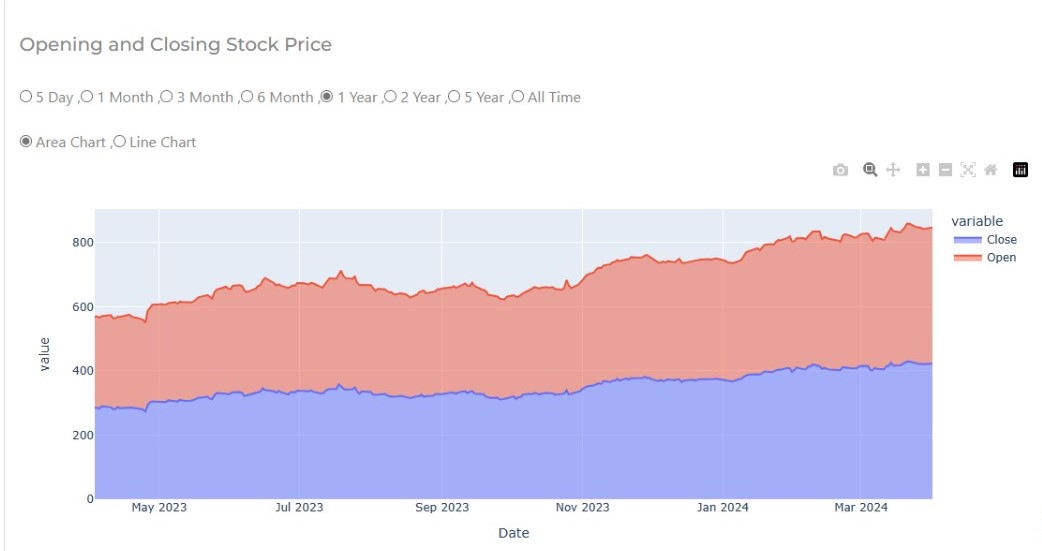 Opening and Closing Stock Price
5 Day ,1 Month ,3 Month ,6 Month ,1 Year ,2 Year ,5 Year ,All Time
Area Chart ,Line Chart
variable
Close
Open
800
600
400
200
0
value
May 2023 Jul 2023 Sep 2023 Nov 2023 Jan 2024 Mar 2024
Date